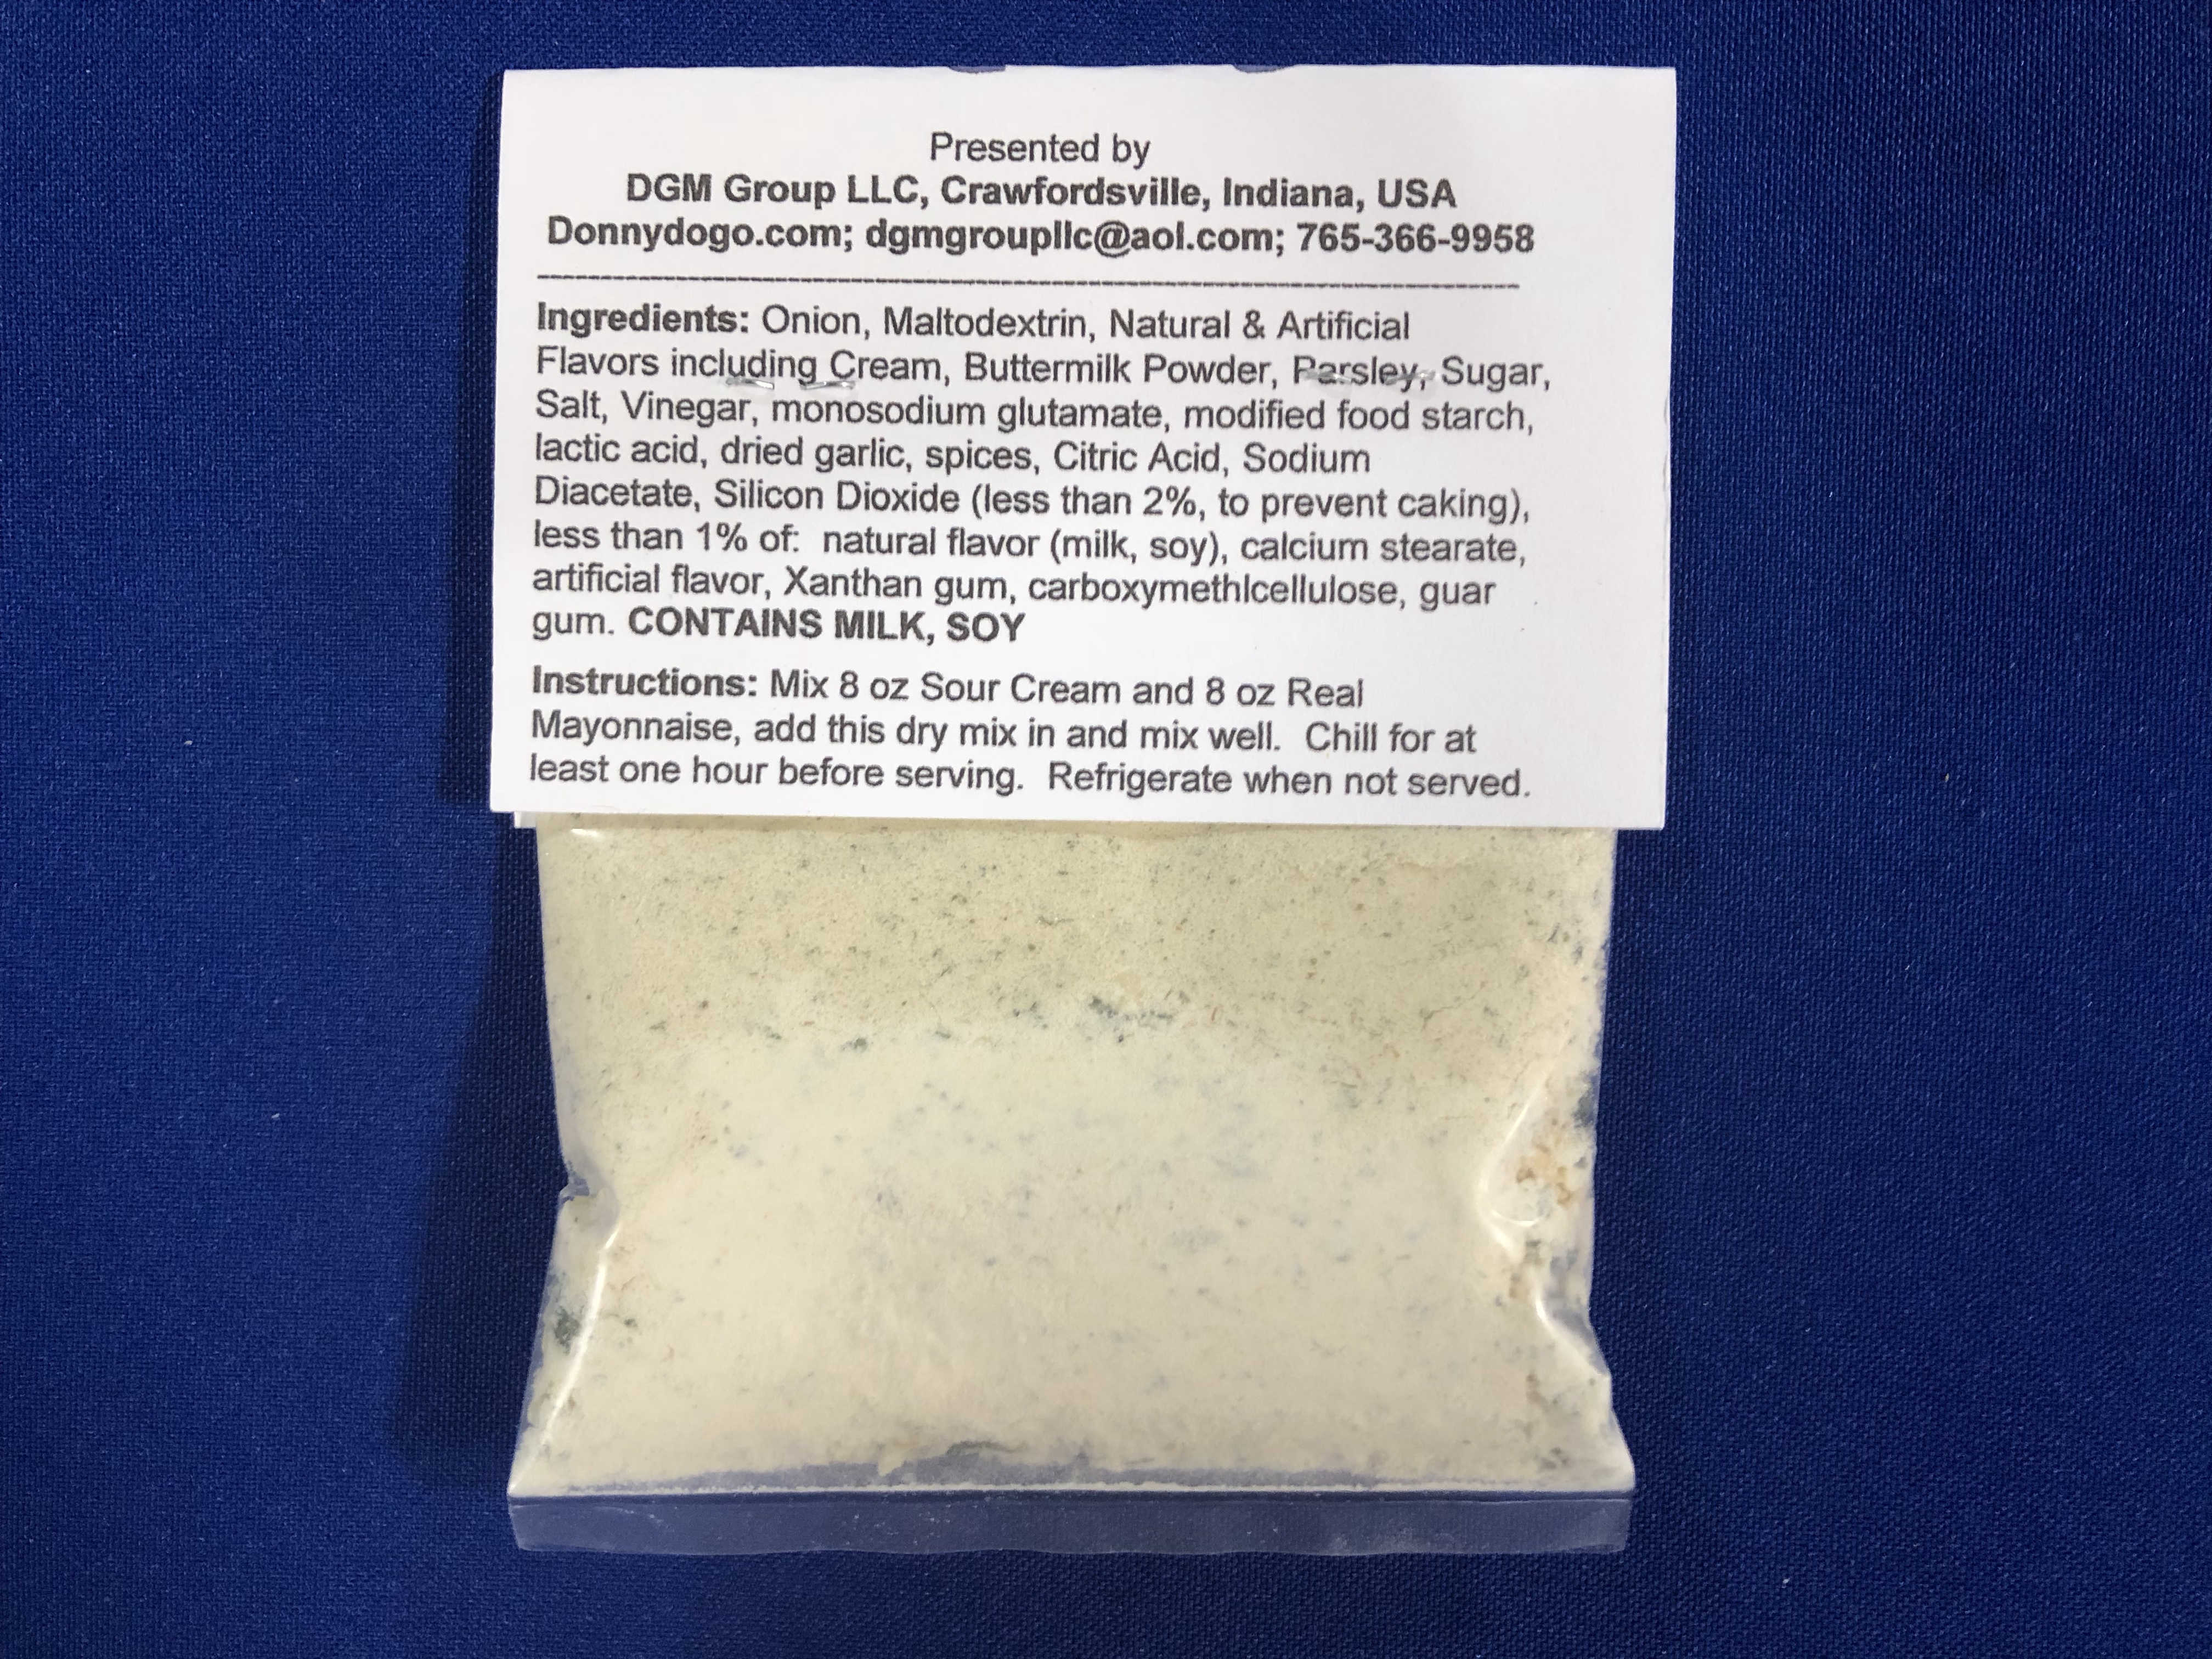 Presented by
DGM Group LLC, Crawfordsville, Indiana, USA
Donnydogo.com; dgmgroupllc@aol.com; 765-366-9958
Ingredients: Onion, Maltodextrin, Natural & Artificial
Flavors including Cream, Buttermilk Powder, Parsley, Sugar,
Salt, Vinegar, monosodium glutamate, modified food starch,
lactic acid, dried garlic, spices, Citric Acid, Sodium
Diacetate, Silicon Dioxide (less than 2%, to prevent caking),
less than 1% of:  natural flavor (milk, soy), calcium stearate,
artificial flavor, Xanthan gum, carboxymethlcellulose, guar
gum. CONTAINS MILK, SOY
Instructions: Mix 8 oz Sour Cream and 8 oz Real
Mayonnaise, add this dry mix in and mix well.  Chill for at
least one hour before serving.  Refrigerate when not served.